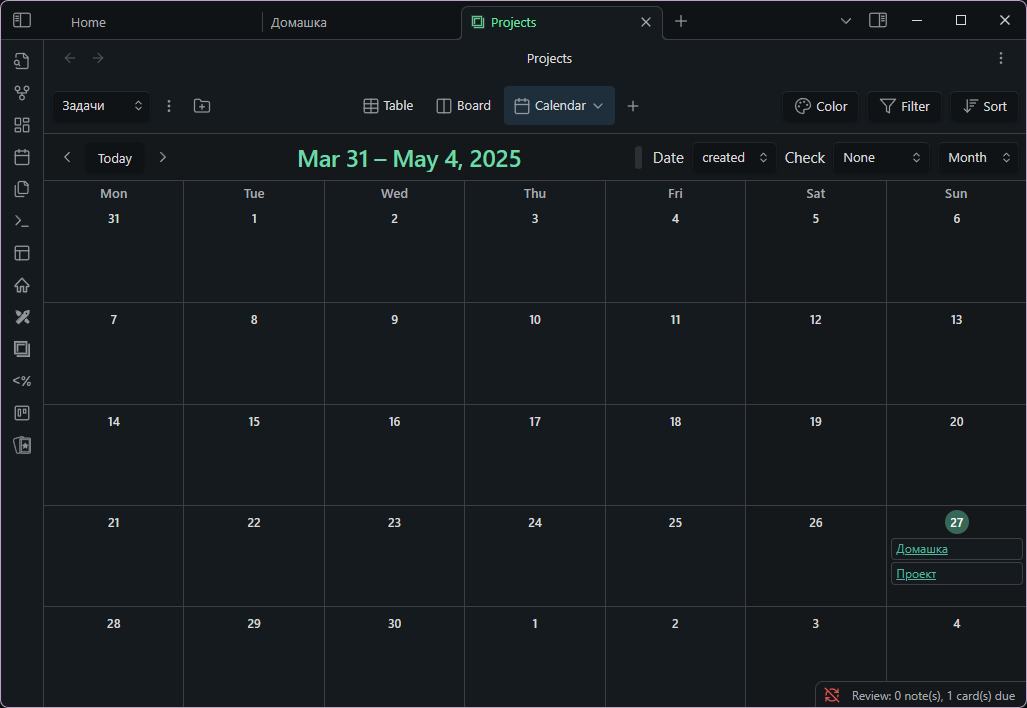 Home Домашка Projects
Projects
Задачи Table Board Calendar Color Filter Sort
Today Mar 31 – May 4, 2025 Date created Check None Month
Mon Tue Wed Thu Fri Sat Sun
31 1 2 3 4 5 6
7 8 9 10 11 12 13
14 15 16 17 18 19 20
21 22 23 24 25 26 27
Домашка
Проект
28 29 30 1 2 3 4
Review: 0 note(s), 1 card(s) due